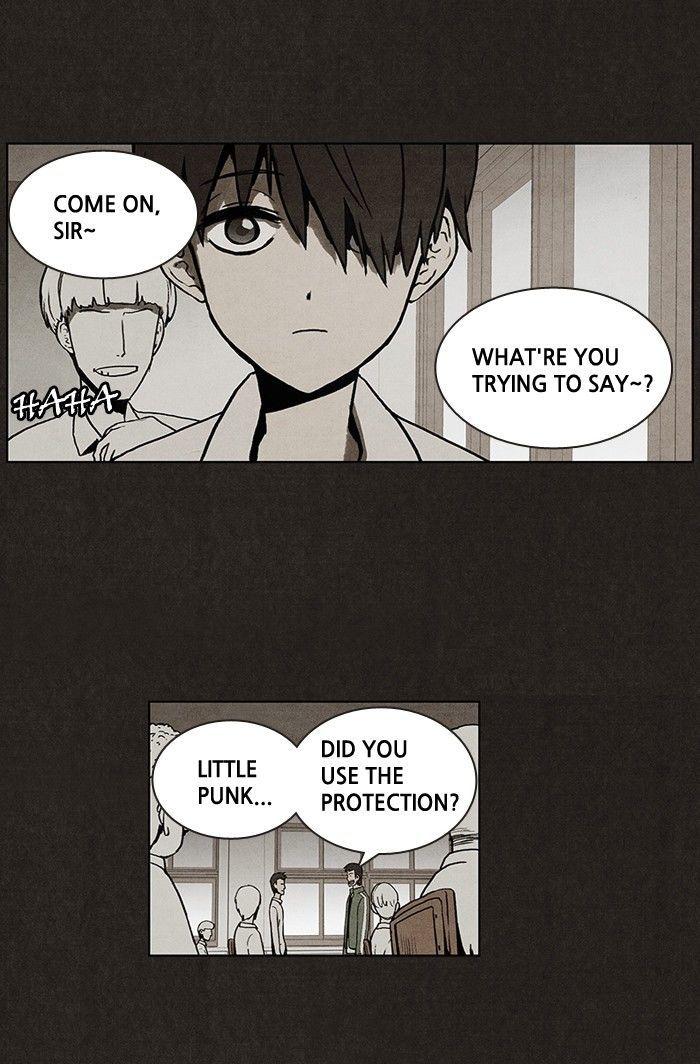 COME ON,
SIR~
HAHA
WHAT'RE YOU
TRYING TO SAY~?
LITTLE
PUNK...
DID YOU
USE THE
PROTECTION?